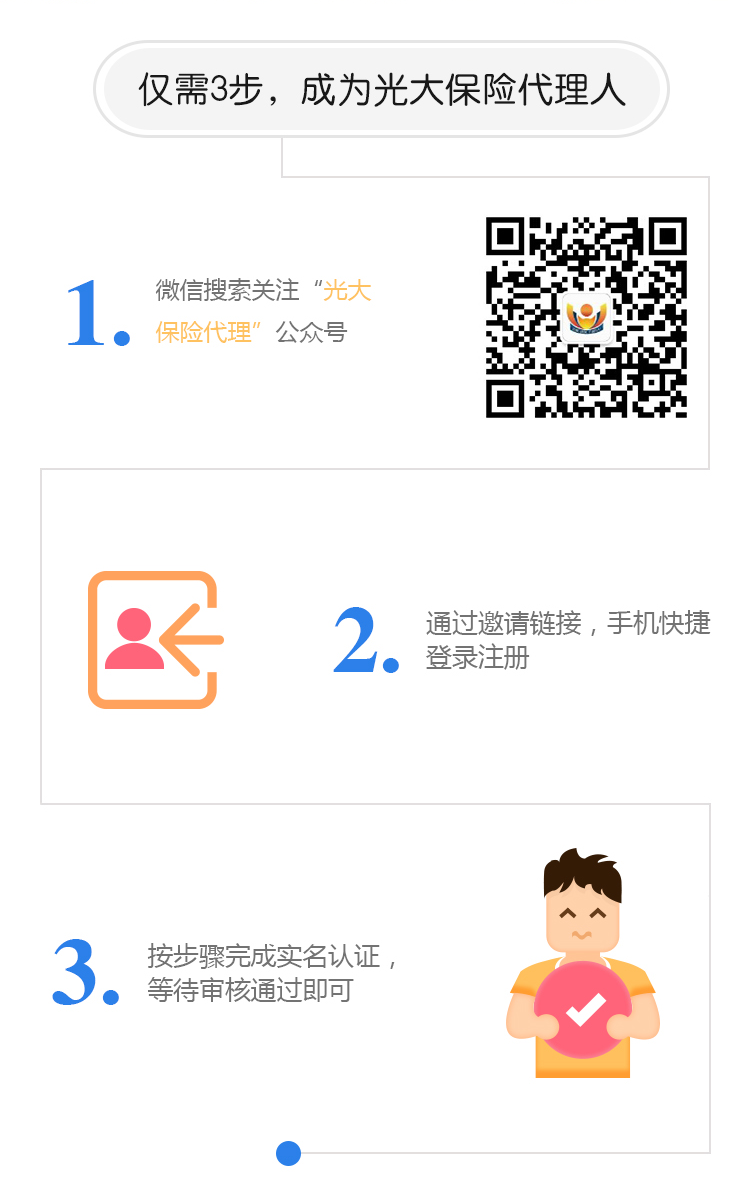 仅需3步，成为光大保险代理人
1.
微信搜索关注“光大
保险代理”公众号
2.
通过邀请链接，手机快捷
登录注册
3.
按步骤完成实名认证，
等待审核通过即可